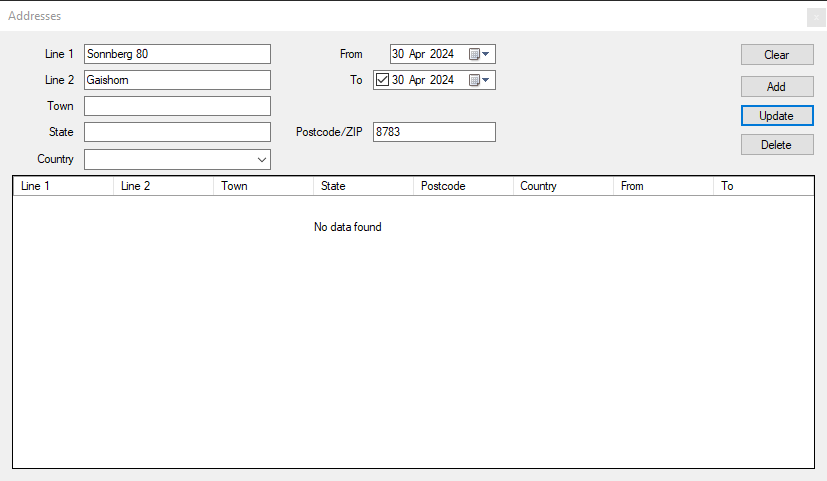 Addresses
Line 1 Sonnberg 80 From 30 Apr 2024 Clear
Line 2 Gaishorn To 30 Apr 2024 Add
Town Update
State Postcode/ZIP 8783 Delete
Country
Line 1 Line 2 Town State Postcode Country From To
No data found